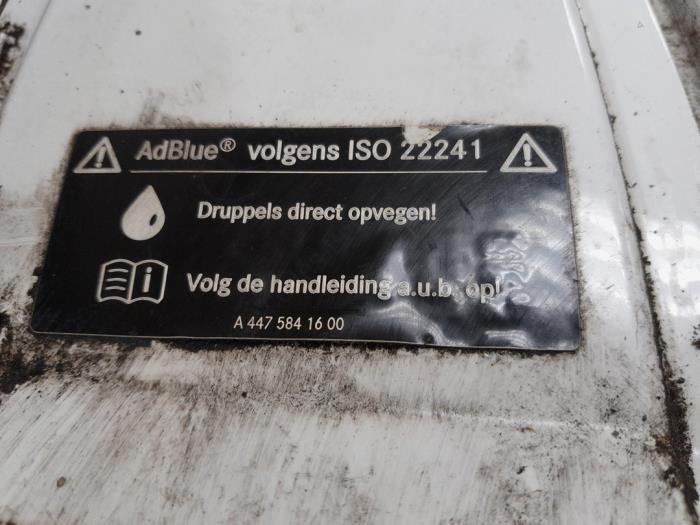 AdBlue® volgens ISO 22241
Druppels direct opvegen!
Volg de handleiding a.u.b. op!
A 447 584 16 00